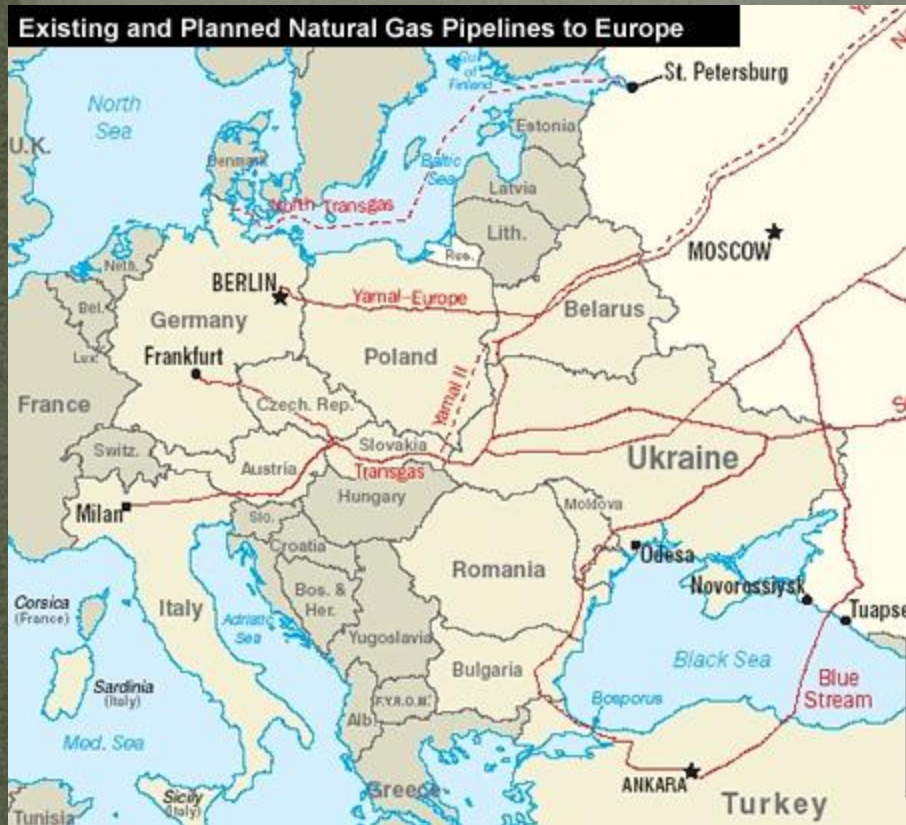 Existing and Planned Natural Gas Pipelines to Europe
North
Sea
Gulf
of
Finland
St. Petersburg
U.K.
Denmark
Estonia
Baltic
Sea
Latvia
North Transgas
Lith.
Rus.
MOSCOW
Neth.
BERLIN
Yamal-Europe
Belarus
Bel.
Germany
Lux.
Frankfurt
Poland
Yamal II
France
Czech. Rep.
Slovakia
Ukraine
Switz.
Austria
Transgas
Hungary
Moldova
Milan
Slo.
Croatia
Odesa
Romania
Novorossiysk
Bos. &
Her.
Tuapse
Corsica
(France)
Italy
Adriatic
Sea
Yugoslavia
Black Sea
Bulgaria
Blue
Stream
Sardinia
(Italy)
F.Y.R.O.M.
Bosporus
Alb.
Med. Sea
ANKARA
Greece
Turkey
Sicily
(Italy)
Tunisia